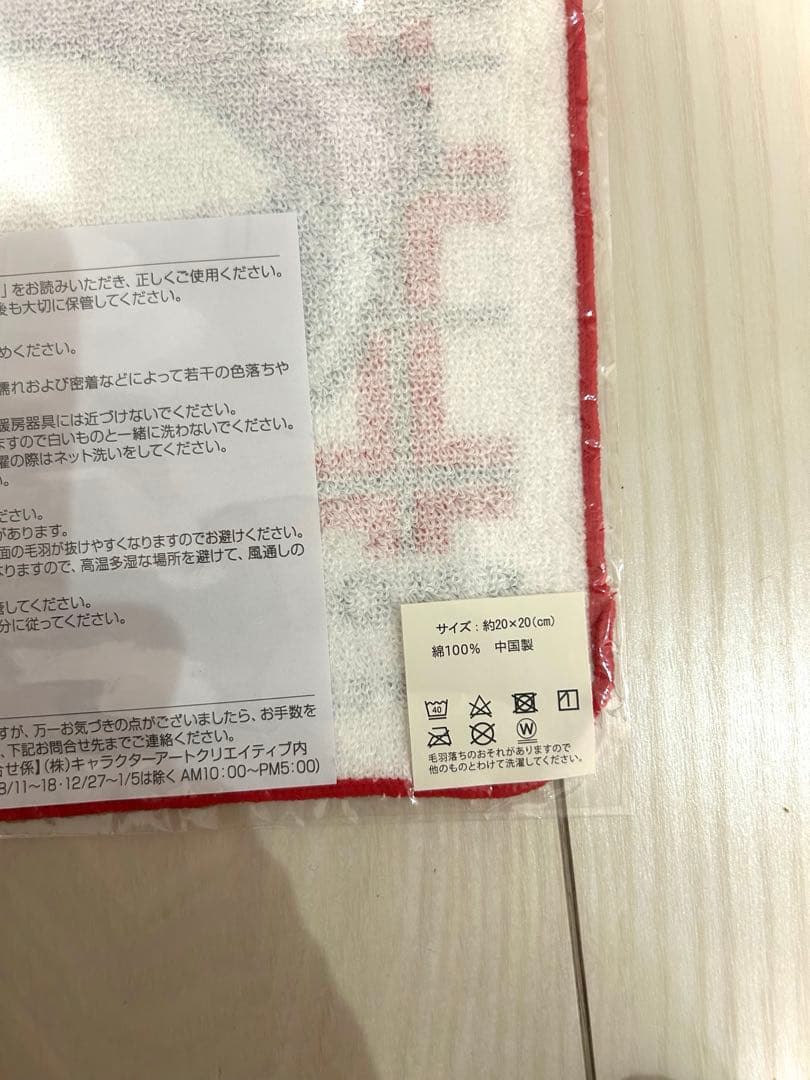 」をお読みいただき、正しくご使用ください。
後も大切に保管してください。
めください。
濡れおよび密着などによって若干の色落ちや
暖房器具には近づけないでください。
ますので白いものと一緒に洗わないでください。
濯の際はネット洗いをしてください。
い。
ださい。
があります。
面の毛羽が抜けやすくなりますのでお避けください。
なりますので、高温多湿な場所を避けて、風通しの
管してください。
分に従ってください。
すが、万一お気づきの点がございましたら、お手数を
、下記お問合せ先までご連絡ください。
合せ係】(株)キャラクターアートクリエイティブ内
8/11〜18・12/27〜1/5は除く AM10:00〜PM5:00)
サイズ:約20×20(cm)
綿100% 中国製
40
W
毛羽落ちのおそれがありますので
他のものとわけて洗濯してください。